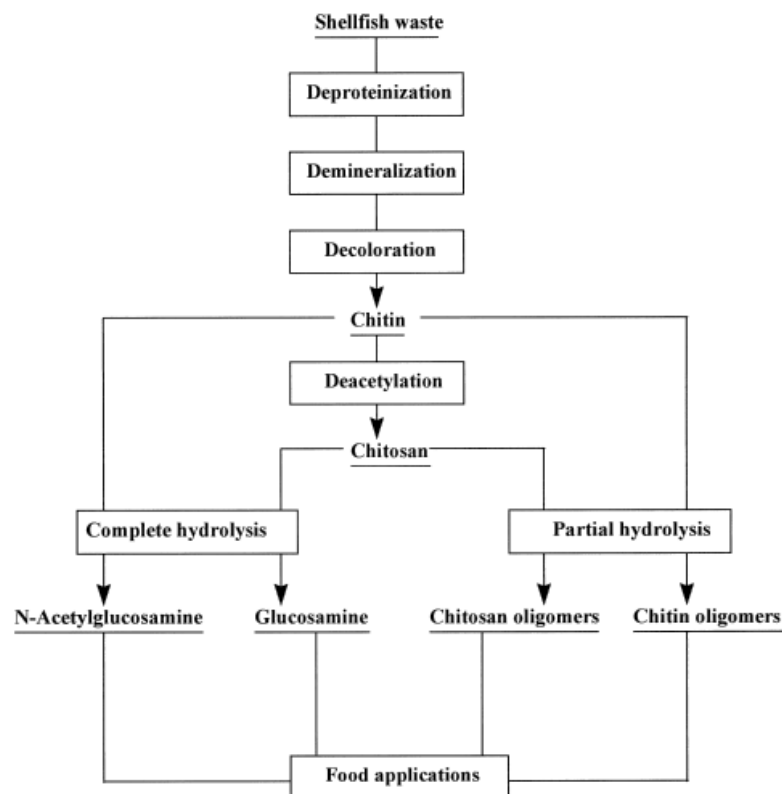 Shellfish waste
Deproteinization
Demineralization
Decoloration
Chitin
Deacetylation
Chitosan
Complete hydrolysis
Partial hydrolysis
N-Acetylglucosamine
Glucosamine
Chitosan oligomers
Chitin oligomers
Food applications